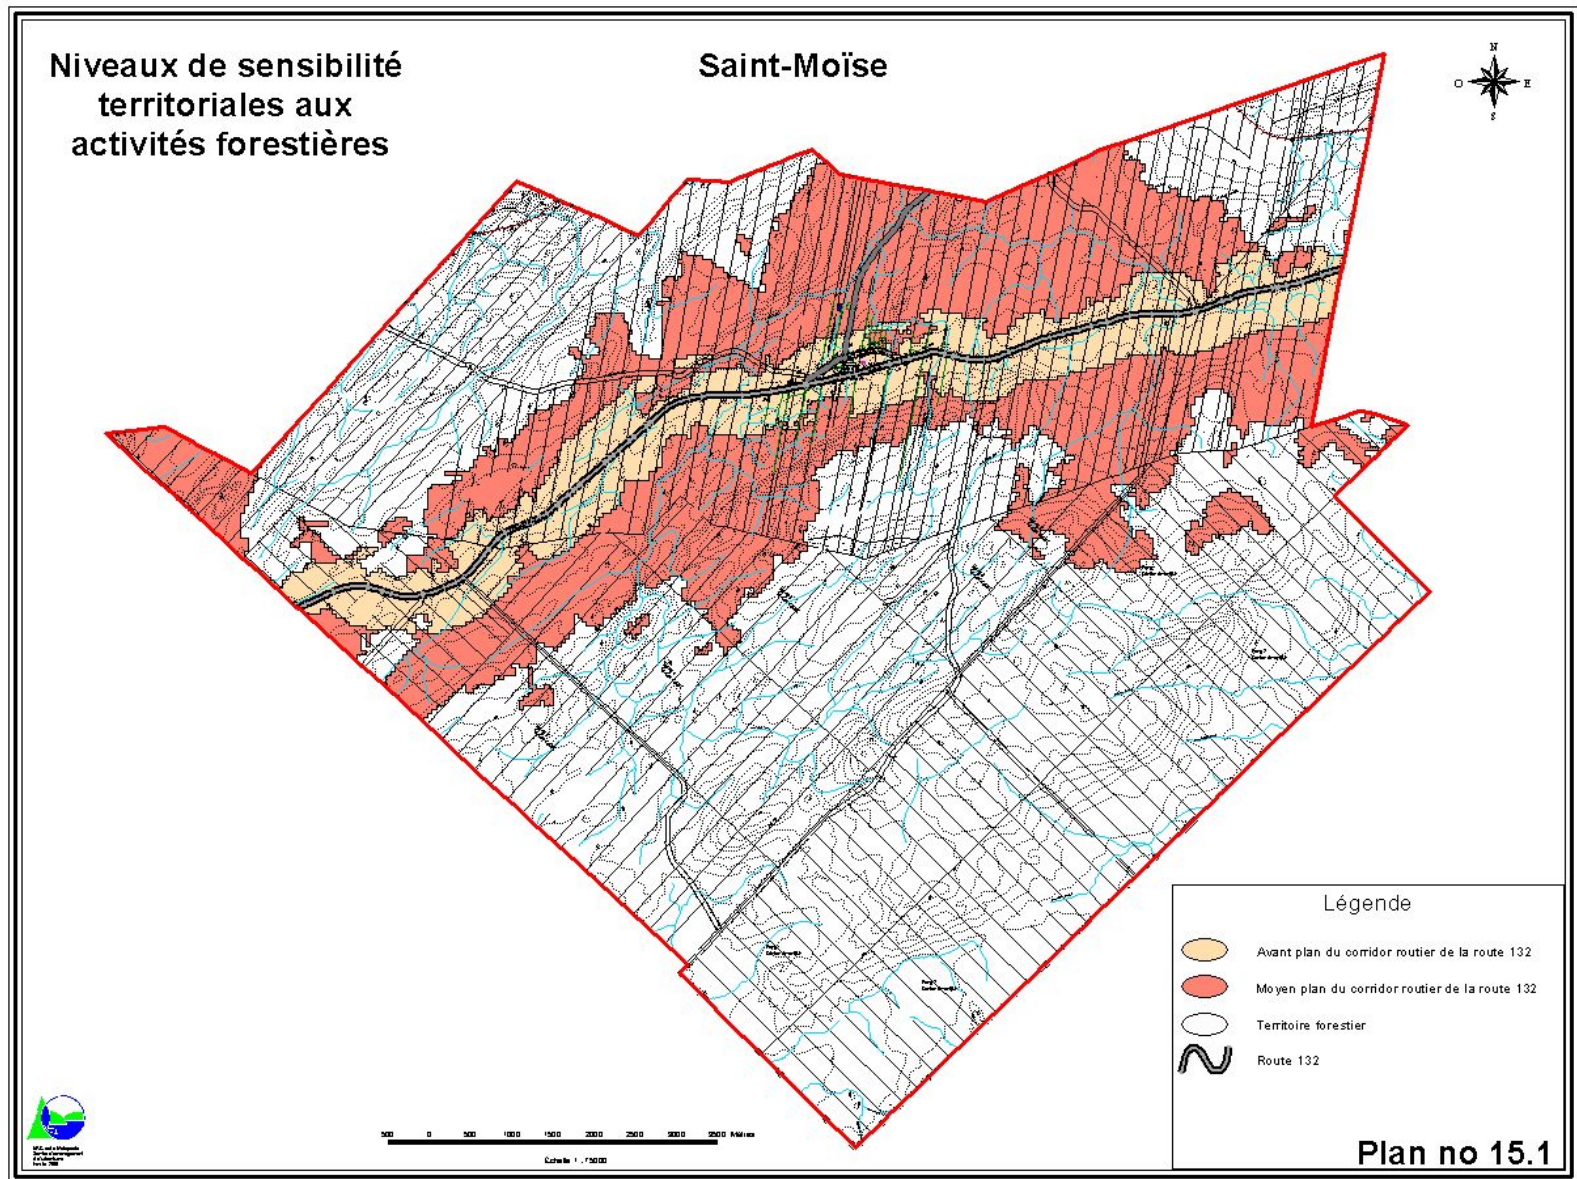 Niveaux de sensibilité
territoriales aux
activités forestières
Saint-Moïse
N
O
E
S
Légende
Avant plan du corridor routier de la route 132
Moyen plan du corridor routier de la route 132
Territoire forestier
Route 132
500 0 500 1000 1500 2000 2500 3000 3500 Mètres
Plan no 15.1